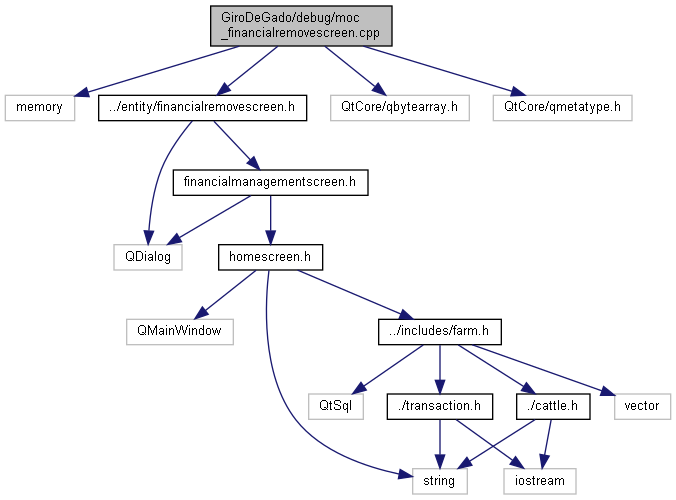 GiroDeGado/debug/moc
_financialremovescreen.cpp
memory
../entity/financialremovescreen.h
QtCore/qbytearray.h
QtCore/qmetatype.h
financialmanagementscreen.h
QDialog
homescreen.h
QMainWindow
../includes/farm.h
QtSql
./transaction.h
./cattle.h
vector
string
iostream